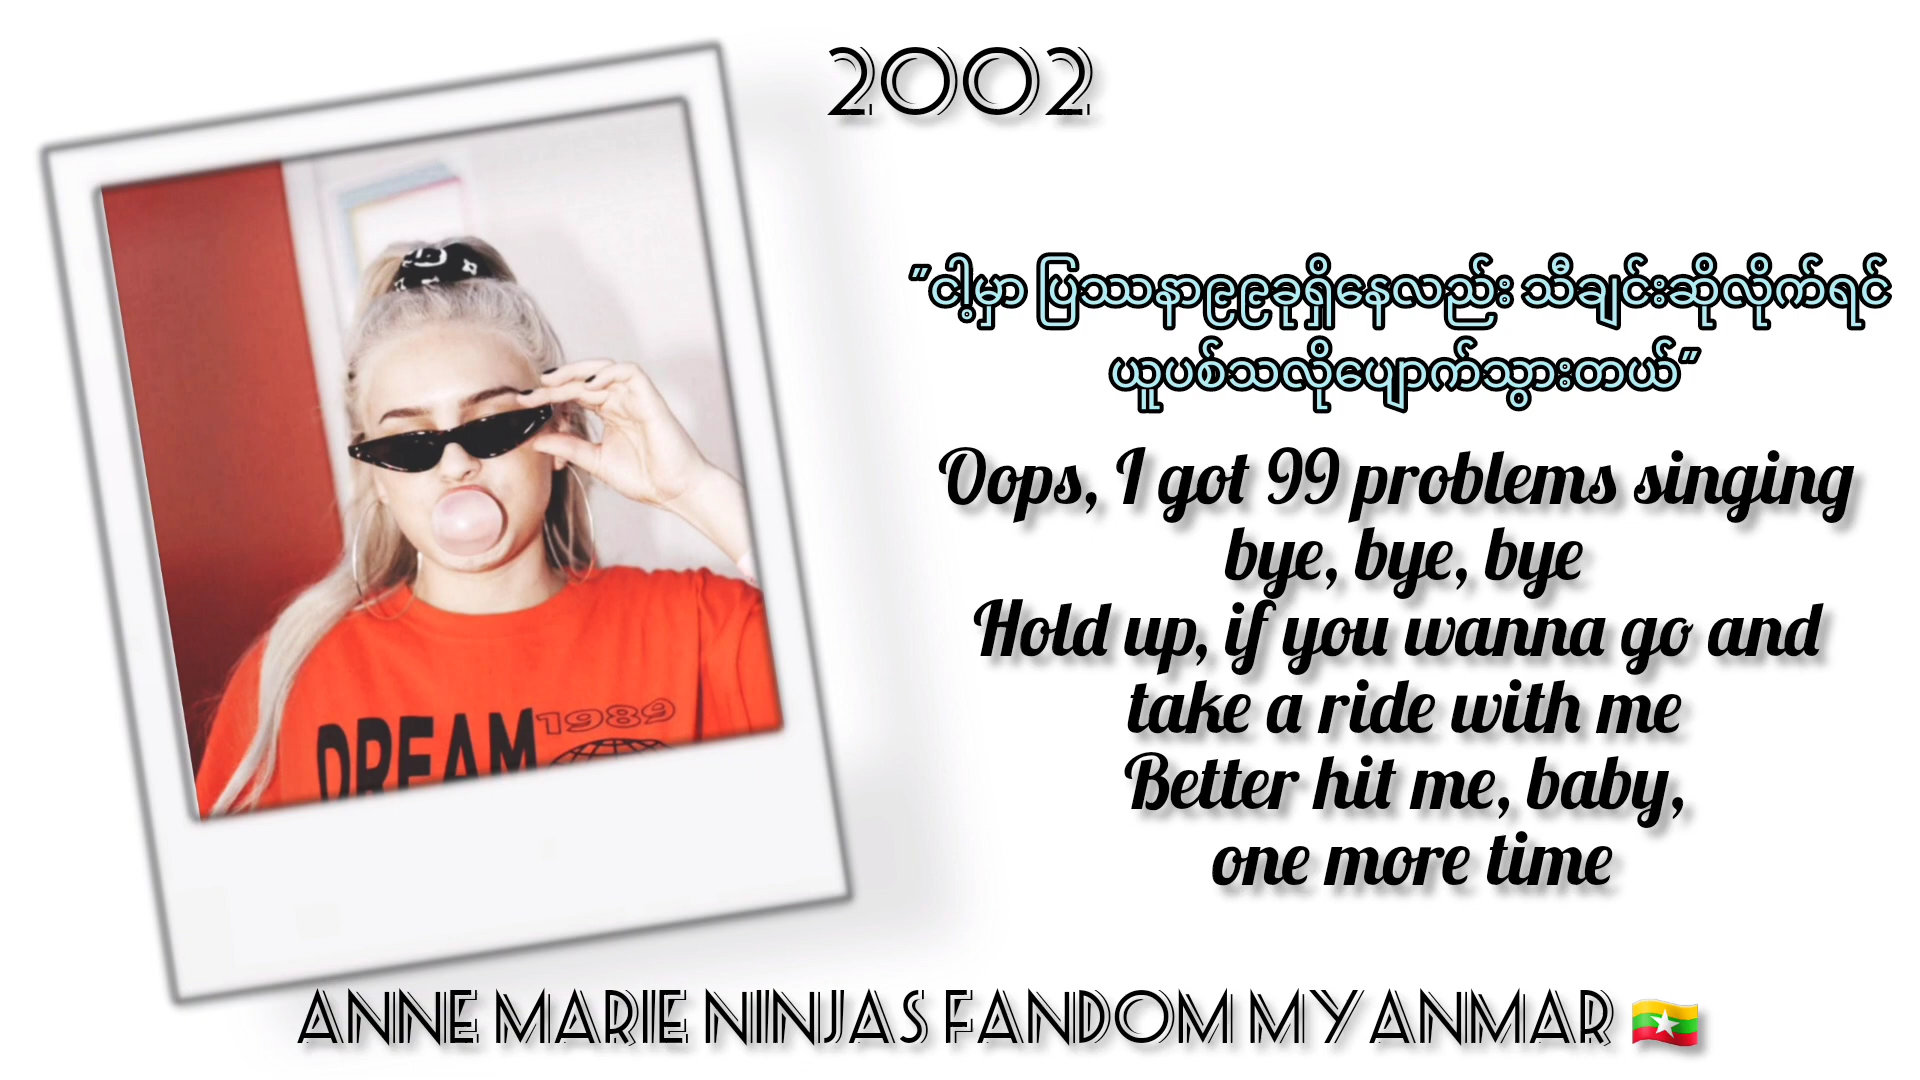 2002
"ငါ့မှာ ပြဿနာ၉၉ခုရှိနေလည်း သီချင်းဆိုလိုက်ရင်
ယူပစ်သလိုပျောက်သွားတယ်"
Oops, I got 99 problems singing
bye, bye, bye
Hold up, if you wanna go and
take a ride with me
Better hit me, baby,
one more time
DREAM 1989
ANNE MARIE NINJAS FANDOM MYANMAR 🇲🇲